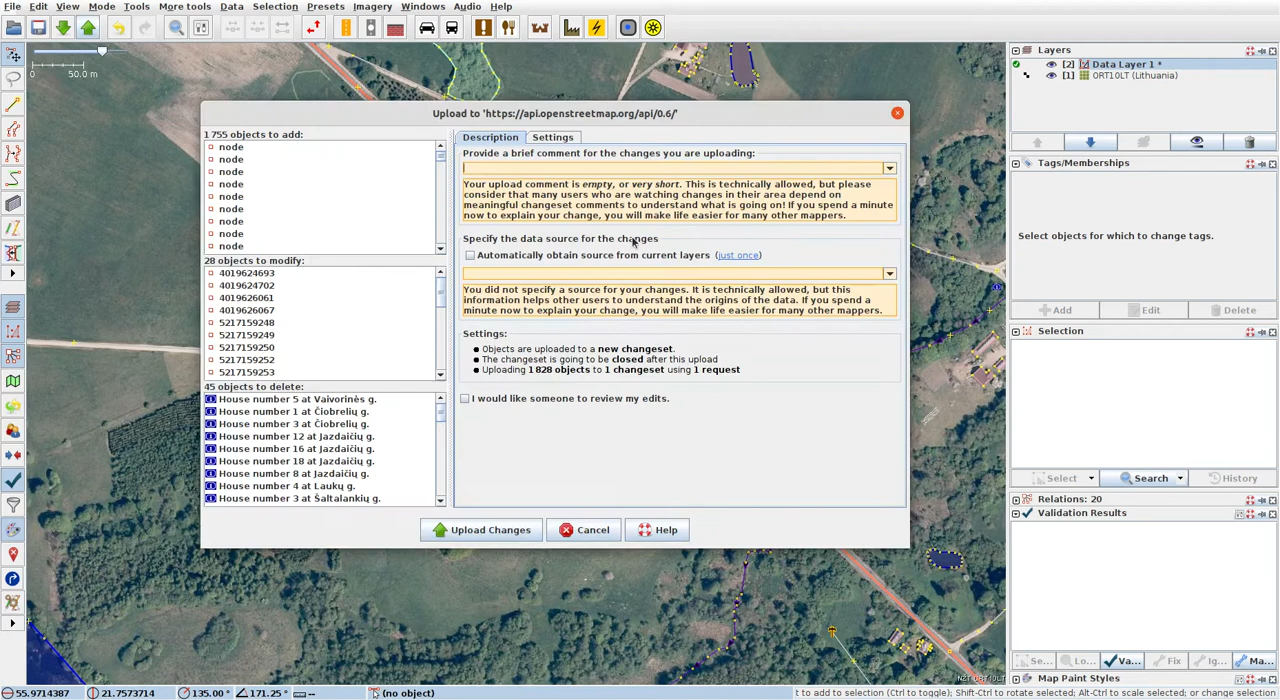 File Edit View Mode Tools More tools Data Selection Presets Imagery Windows Audio Help
0 50.0 m
Upload to 'https://api.openstreetmap.org/api/0.6/'
1 755 objects to add:
node
node
node
node
node
node
node
node
node
28 objects to modify:
4019624693
4019624702
4019626061
4019626067
5217159248
5217159249
5217159250
5217159252
5217159253
45 objects to delete:
House number 5 at Vaivorinės g.
House number 1 at Čiobrelių g.
House number 3 at Čiobrelių g.
House number 12 at Jazdaičių g.
House number 16 at Jazdaičių g.
House number 18 at Jazdaičių g.
House number 8 at Jazdaičių g.
House number 4 at Laukų g.
House number 3 at Šaltalankių g.
Description Settings
Provide a brief comment for the changes you are uploading:
Your upload comment is empty, or very short. This is technically allowed, but please
consider that many users who are watching changes in their area depend on
meaningful changeset comments to understand what is going on! If you spend a minute
now to explain your change, you will make life easier for many other mappers.
Specify the data source for the changes
Automatically obtain source from current layers (just once)
You did not specify a source for your changes. It is technically allowed, but this
information helps other users to understand the origins of the data. If you spend a
minute now to explain your change, you will make life easier for many other mappers.
Settings:
Objects are uploaded to a new changeset.
The changeset is going to be closed after this upload
Uploading 1 828 objects to 1 changeset using 1 request
I would like someone to review my edits.
Upload Changes Cancel Help
Layers
[2] Data Layer 1 *
[1] ORT10LT (Lithuania)
Tags/Memberships
Select objects for which to change tags.
Add Edit Delete
Selection
Select Search History
Relations: 20
Validation Results
Se... Lo... Va... Fix Ig... Ma...
Map Paint Styles
NŽT ORT10LT
55.9714387 21.7573714 135.00 ° 171.25 ° -- (no object) t to add to selection (Ctrl to toggle); Shift-Ctrl to rotate selected; Alt-Ctrl to scale selected; or change selection